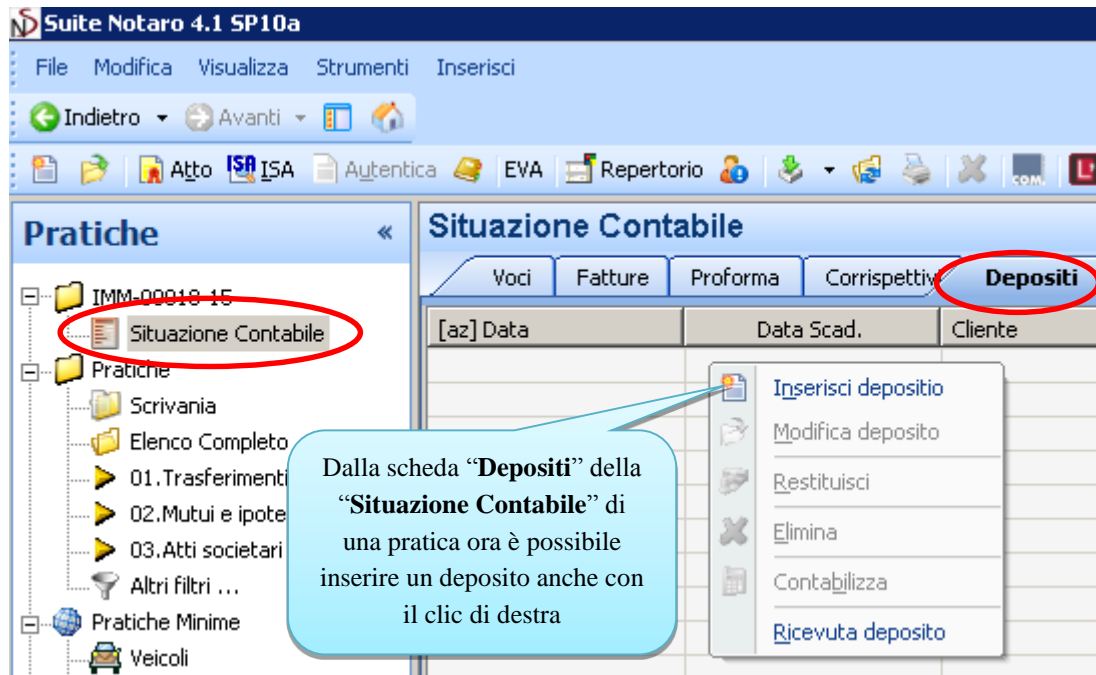 Suite Notaro 4.1 SP10a
File Modifica Visualizza Strumenti Inserisci
Indietro Avanti
Atto ISA ISA Autentica EVA Repertorio COM. L
Pratiche «
IMM-00018-15
Situazione Contabile
Pratiche
Scrivania
Elenco Completo
01.Trasferimenti
02.Mutui e ipote
03.Atti societari
Altri filtri ...
Pratiche Minime
Veicoli
Situazione Contabile
Voci Fatture Proforma Corrispettiv Depositi
[az] Data Data Scad. Cliente
Inserisci depositio
Modifica deposito
Restituisci
Elimina
Contabilizza
Ricevuta deposito
Dalla scheda “Depositi” della
“Situazione Contabile” di
una pratica ora è possibile
inserire un deposito anche con
il clic di destra